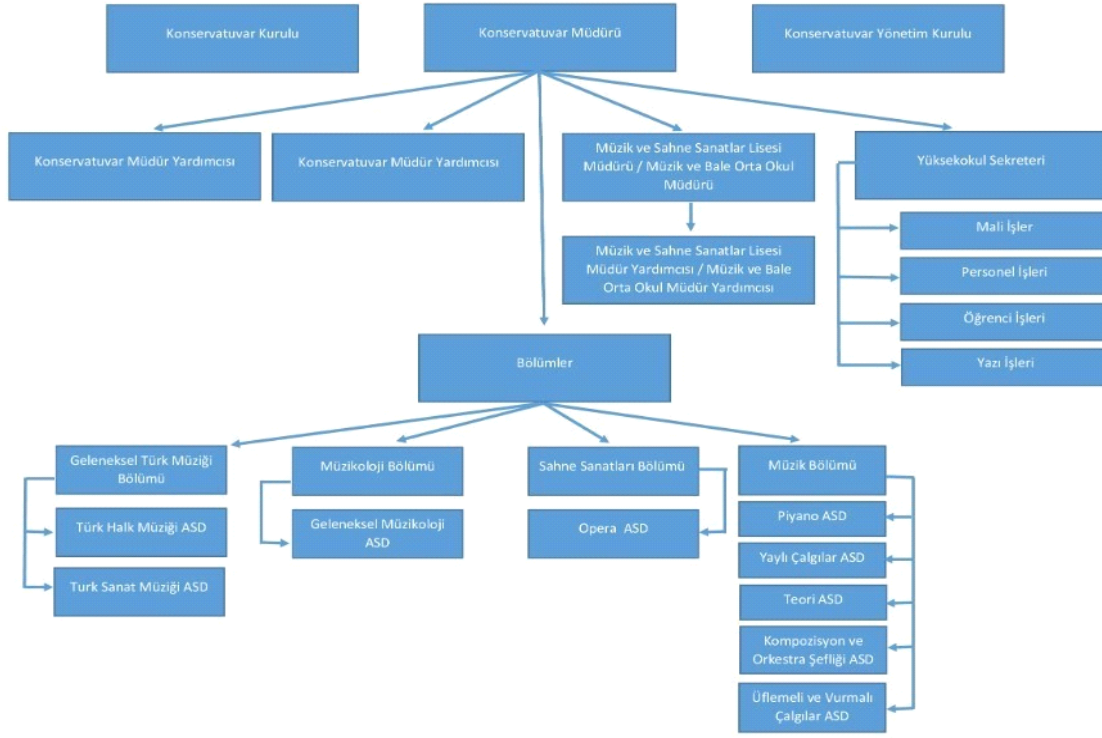 Konservatuvar Kurulu
Konservatuvar Müdürü
Konservatuvar Yönetim Kurulu
Konservatuvar Müdür Yardımcısı
Konservatuvar Müdür Yardımcısı
Müzik ve Sahne Sanatlar Lisesi
Müdürü / Müzik ve Bale Orta Okul
Müdürü
Yüksekokul Sekreteri
Müzik ve Sahne Sanatlar Lisesi
Müdür Yardımcısı / Müzik ve Bale
Orta Okul Müdür Yardımcısı
Mali İşler
Personel İşleri
Öğrenci İşleri
Yazı İşleri
Bölümler
Geleneksel Türk Müziği
Bölümü
Türk Halk Müziği ASD
Turk Sanat Müziği ASD
Müzikoloji Bölümü
Geleneksel Müzikoloji
ASD
Sahne Sanatları Bölümü
Opera ASD
Müzik Bölümü
Piyano ASD
Yaylı Çalgılar ASD
Teori ASD
Kompozisyon ve
Orkestra Şefliği ASD
Üflemeli ve Vurmalı
Çalgılar ASD